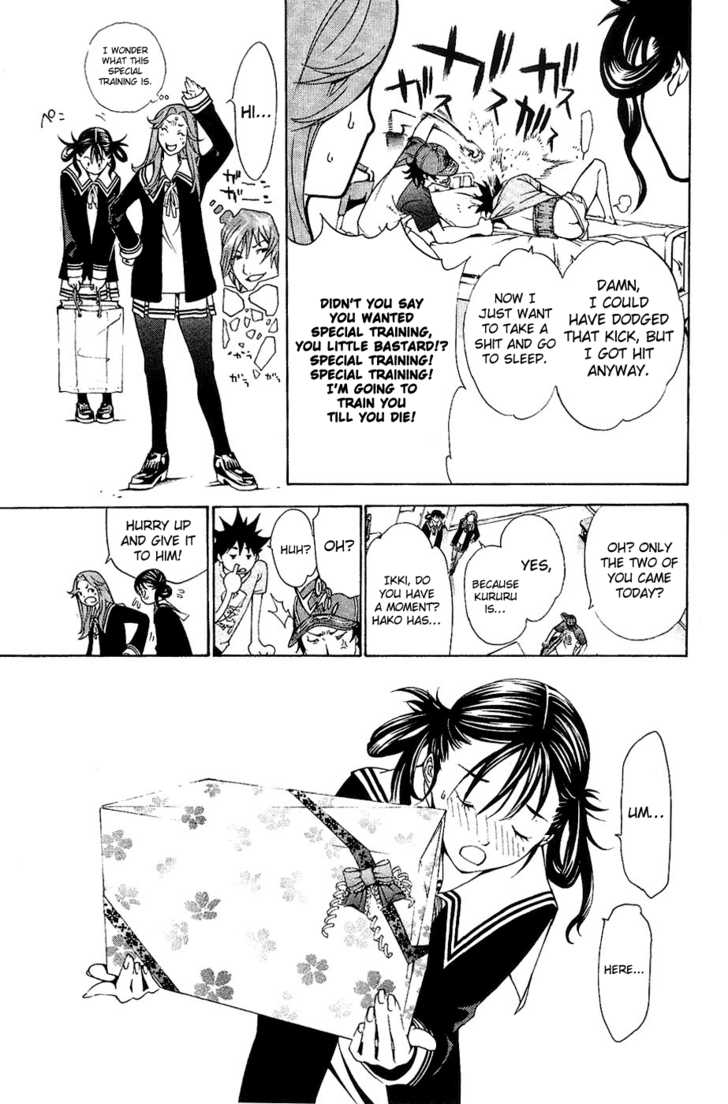 DAMN,
I COULD
HAVE DODGED
THAT KICK, BUT
I GOT HIT
ANYWAY.
NOW I
JUST WANT
TO TAKE A
SHIT AND GO
TO SLEEP.
DIDN'T YOU SAY
YOU WANTED
SPECIAL TRAINING,
YOU LITTLE BASTARD!?
SPECIAL TRAINING!
SPECIAL TRAINING!
I'M GOING TO
TRAIN YOU
TILL YOU DIE!
HI...
I WONDER
WHAT THIS
SPECIAL
TRAINING IS.
OH? ONLY
THE TWO OF
YOU CAME
TODAY?
YES,
BECAUSE
KURURU
IS...
IKKI, DO
YOU HAVE
A MOMENT?
HAKO HAS...
OH?
HUH?
HURRY UP
AND GIVE IT
TO HIM!
UM...
HERE...